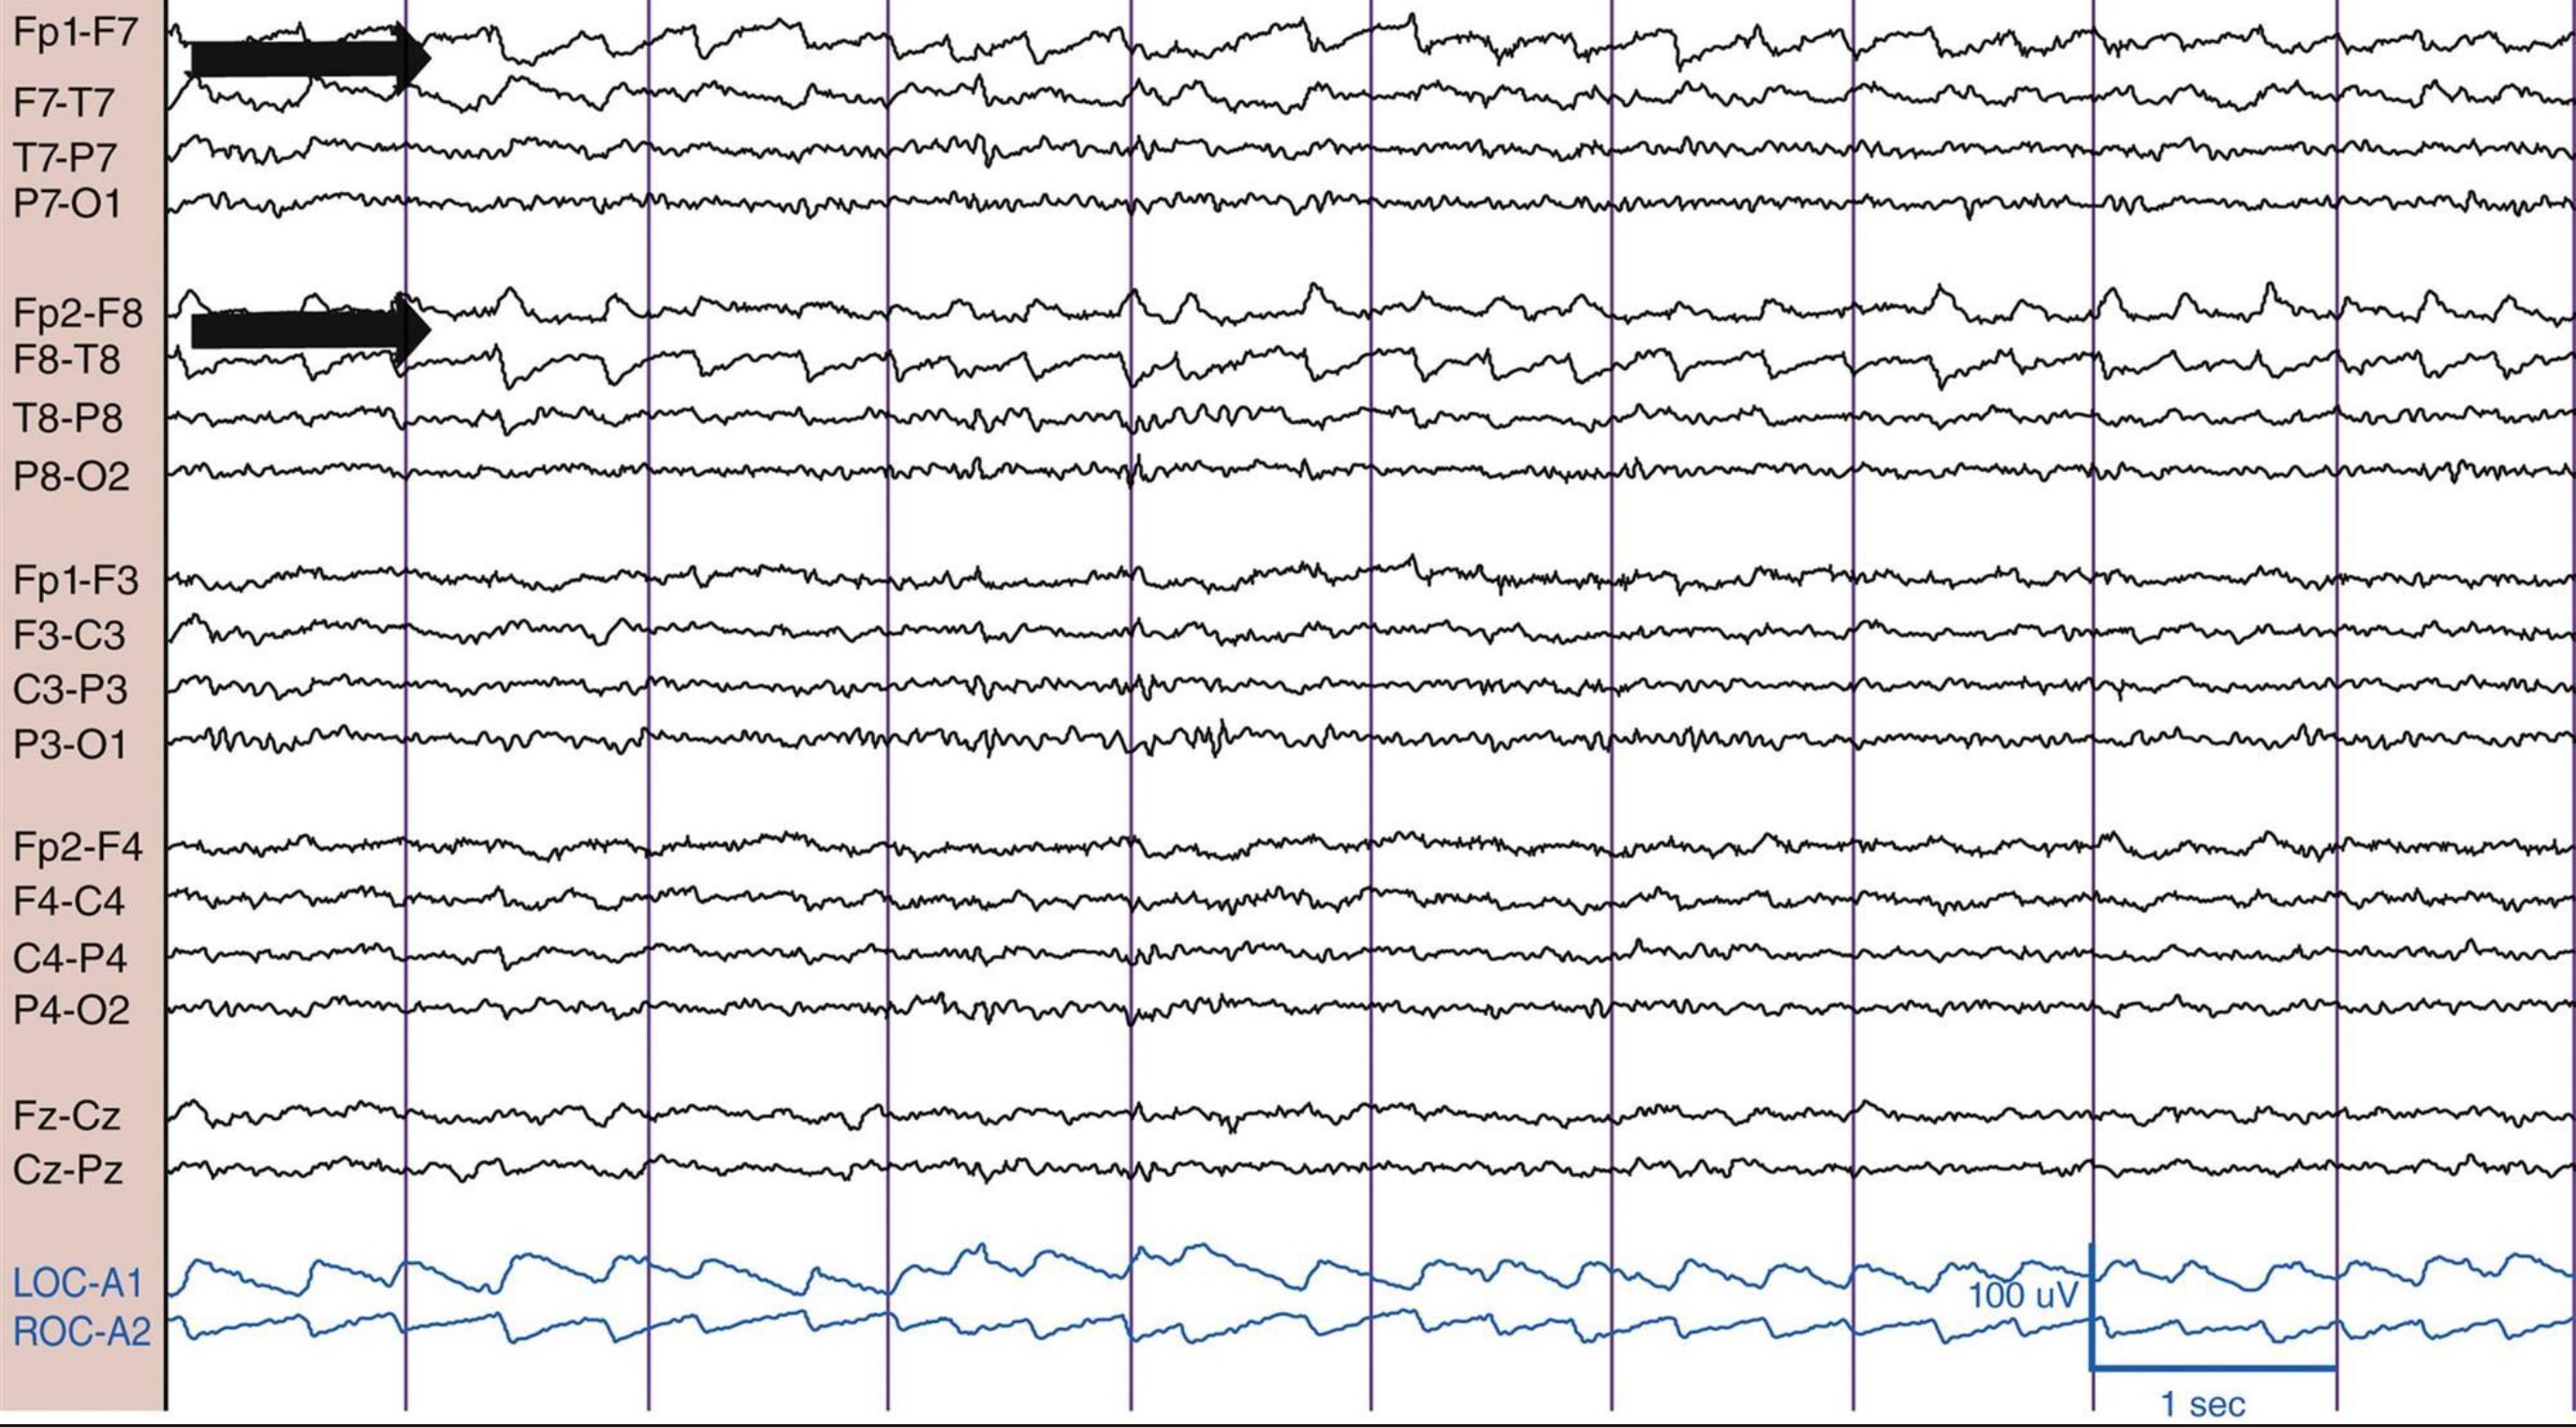 Fp1-F7
F7-T7
T7-P7
P7-O1
Fp2-F8
F8-T8
T8-P8
P8-O2
Fp1-F3
F3-C3
C3-P3
P3-O1
Fp2-F4
F4-C4
C4-P4
P4-O2
Fz-Cz
Cz-Pz
LOC-A1
100 uV
ROC-A2
1 sec